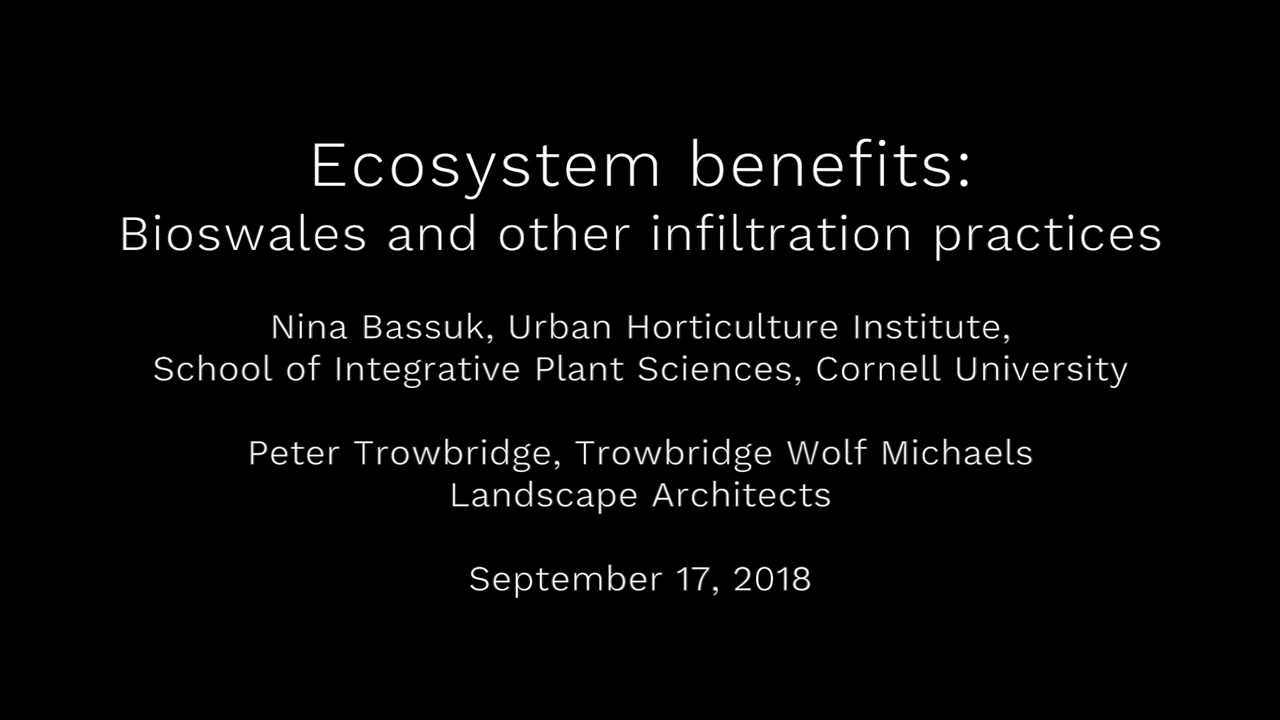 Ecosystem benefits:
Bioswales and other infiltration practices
Nina Bassuk, Urban Horticulture Institute,
School of Integrative Plant Sciences, Cornell University
Peter Trowbridge, Trowbridge Wolf Michaels
Landscape Architects
September 17, 2018